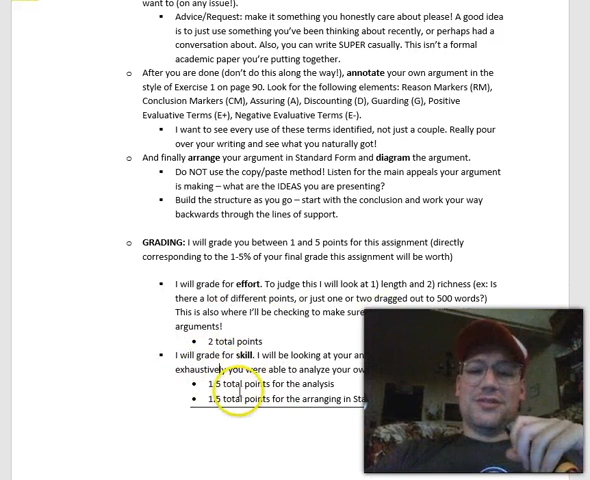 want to (on any issue!).
▪ Advice/Request: make it something you honestly care about please! A good idea
is to just use something you've been thinking about recently, or perhaps had a
conversation about. Also, you can write SUPER casually. This isn't a formal
academic paper you're putting together.
o After you are done (don't do this along the way!), annotate your own argument in the
style of Exercise 1 on page 90. Look for the following elements: Reason Markers (RM),
Conclusion Markers (CM), Assuring (A), Discounting (D), Guarding (G), Positive
Evaluative Terms (E+), Negative Evaluative Terms (E-).
▪ I want to see every use of these terms identified, not just a couple. Really pour
over your writing and see what you naturally got!
o And finally arrange your argument in Standard Form and diagram the argument.
▪ Do NOT use the copy/paste method! Listen for the main appeals your argument
is making – what are the IDEAS you are presenting?
▪ Build the structure as you go – start with the conclusion and work your way
backwards through the lines of support.
o GRADING: I will grade you between 1 and 5 points for this assignment (directly
corresponding to the 1-5% of your final grade this assignment will be worth)
▪ I will grade for effort. To judge this I will look at 1) length and 2) richness (ex: Is
there a lot of different points, or just one or two dragged out to 500 words?)
This is also where I'll be checking to make sure
arguments!
• 2 total points
▪ I will grade for skill. I will be looking at your an
exhaustively you were able to analyze your ow
• 1.5 total points for the analysis
• 1.5 total points for the arranging in Sta